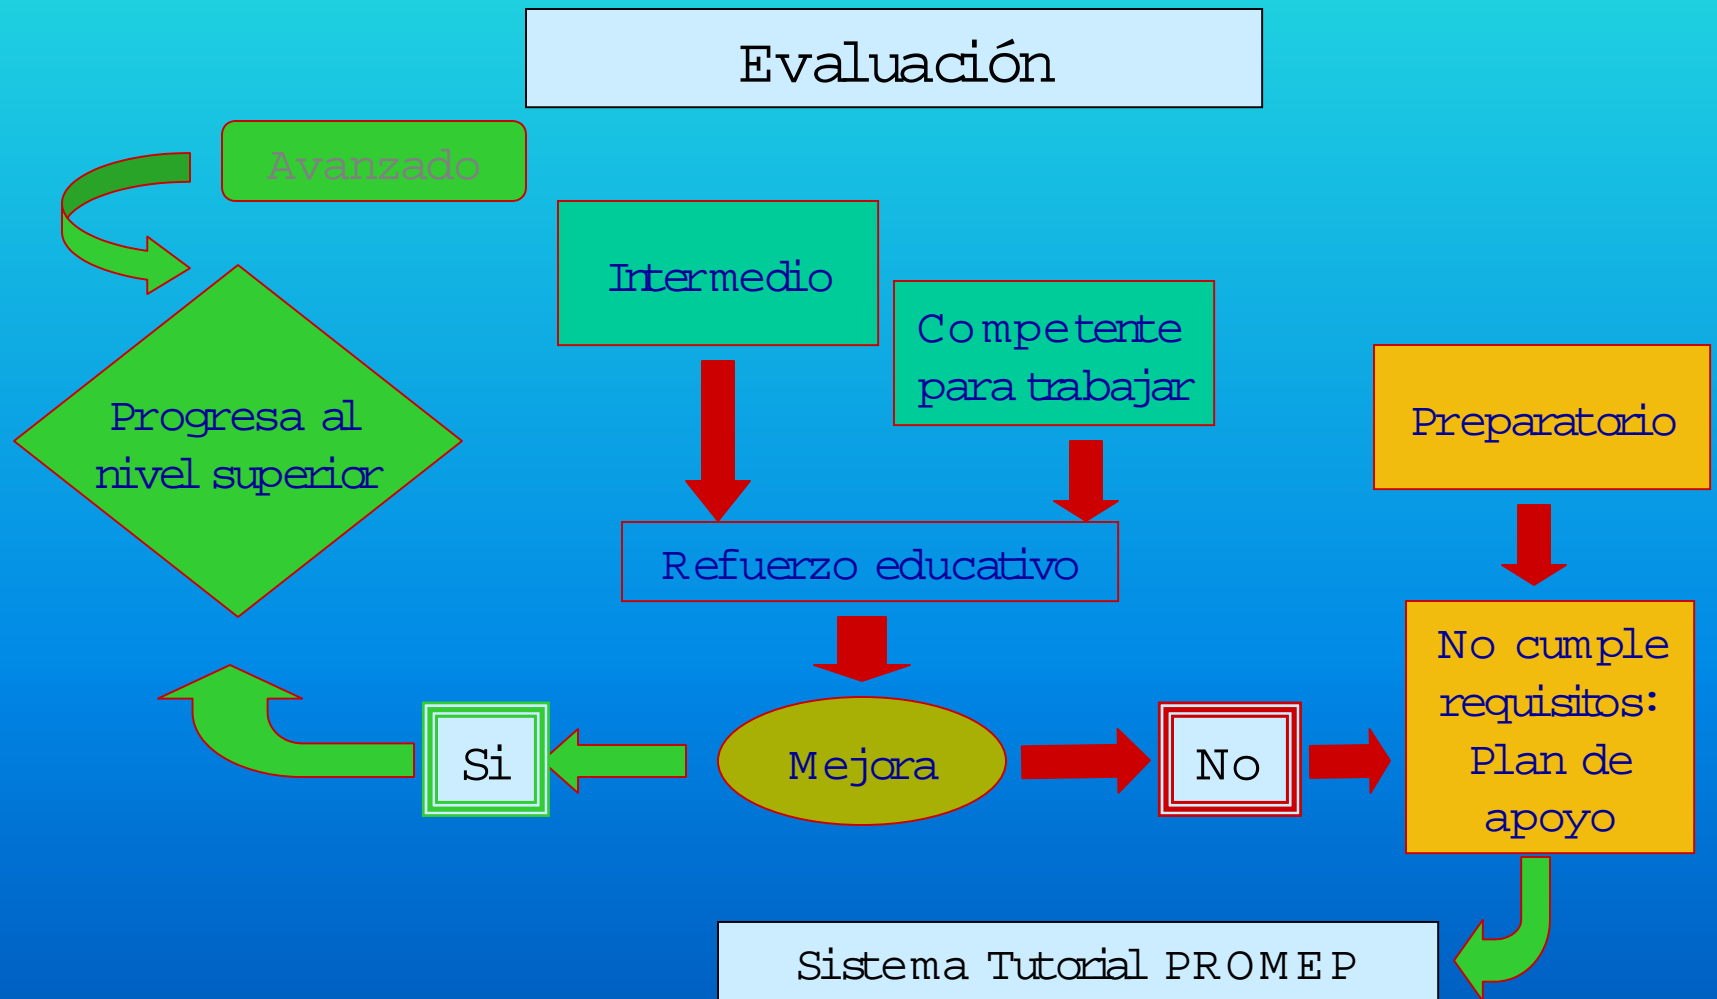 Evaluación
Avanzado
Intermedio
Competente
para trabajar
Preparatorio
Progresa al
nivel superior
Refuerzo educativo
No cumple
requisitos:
Plan de
apoyo
Si
Mejora
No
Sistema Tutorial PROMEP